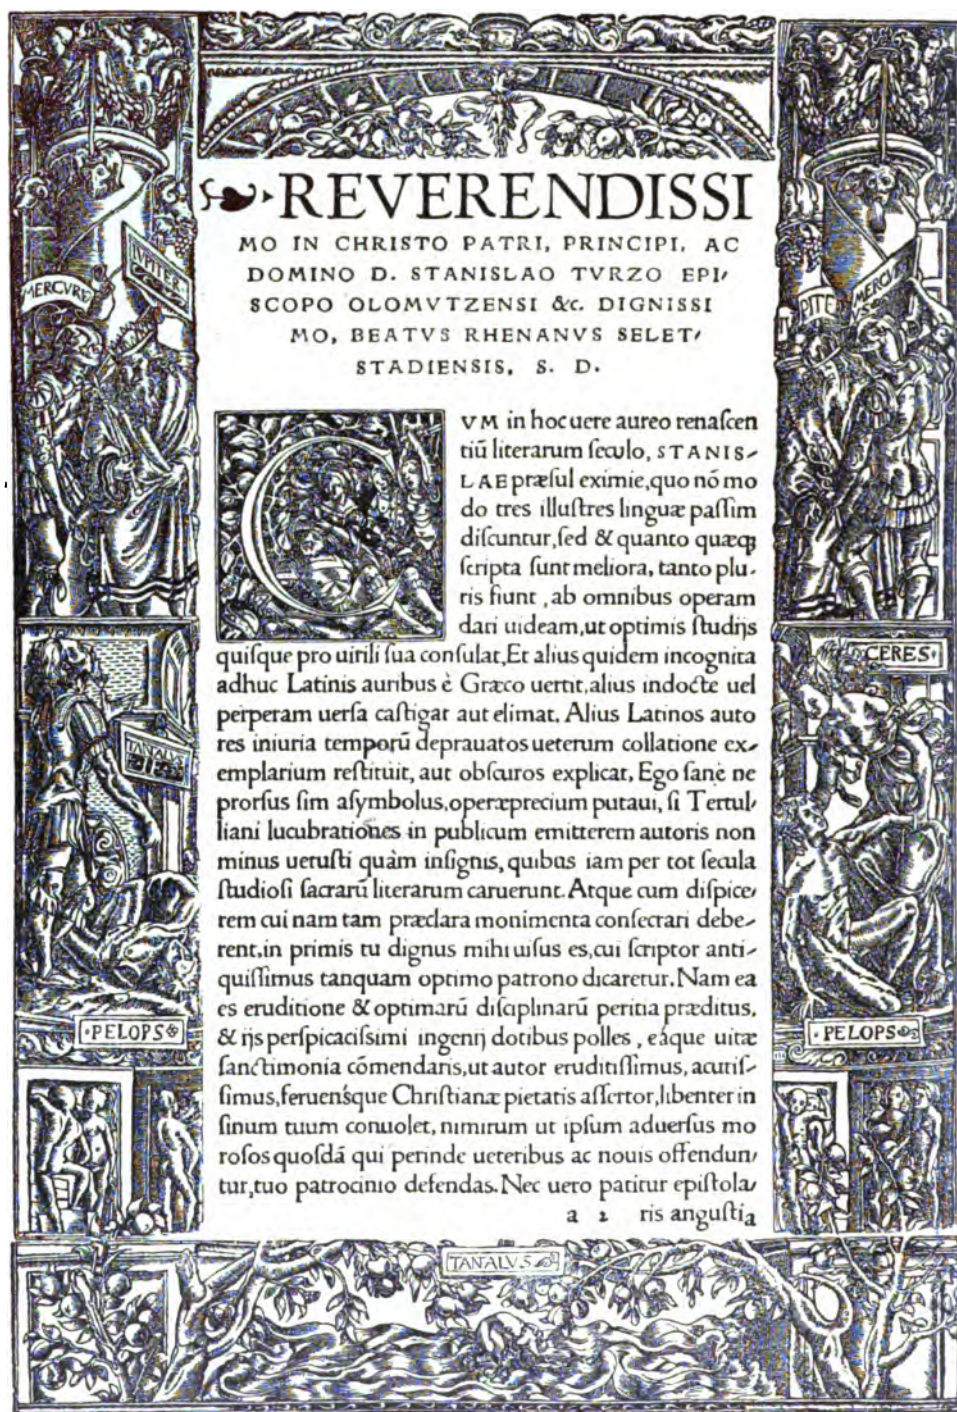 REVERENDISSI
MO IN CHRISTO PATRI, PRINCIPI, AC
DOMINO D. STANISLAO TVRZO EPI/
SCOPO OLOMVTZENSI &c. DIGNISSI
MO, BEATVS RHENANVS SELET/
STADIENSIS, S. D.
CVM in hoc uere aureo renaſcen
tiũ literarum ſeculo, STANIS-
LAE præſul eximie, quo nõ mo
do tres illuſtres linguæ paſſim
diſcuntur, ſed & quanto quæqꝫ
ſcripta ſunt meliora, tanto plu-
ris fiunt, ab omnibus operam
dari uideam, ut optimis ſtudijs
quiſque pro uirili ſua conſulat, Et alius quidem incognita
adhuc Latinis auribus è Græco uertit, alius indocte uel
perperam uerſa caſtigat aut elimat. Alius Latinos auto
res iniuria temporũ deprauatos ueterum collatione ex-
emplarium reſtituit, aut obſcuros explicat, Ego ſanè ne
prorſus ſim aſymbolus, operæprecium putaui, ſi Tertul/
liani lucubrationes in publicum emitterem autoris non
minus uetuſti quàm inſignis, quibus iam per tot ſecula
ſtudioſi ſacrarũ literarum caruerunt. Atque cum diſpice/
rem cui nam tam præclara monimenta conſecrari debe-
rent, in primis tu dignus mihi uiſus es, cui ſcriptor anti-
quiſſimus tanquam optimo patrono dicaretur. Nam ea
es eruditione & optimarũ diſciplinarũ peritia præditus,
& ijs perſpicaciſſimi ingenij dotibus polles, eáque uitæ
ſanctimonia cõmendaris, ut autor eruditiſſimus, acutiſ-
ſimus, feruenśque Chriſtianæ pietatis aſſertor, libenter in
ſinum tuum conuolet, nimirum ut ipſum aduerſus mo
roſos quoſdã qui perinde ueteribus ac nouis offendun/
tur, tuo patrocinio defendas. Nec uero patitur epiſtola/
a 2 ris anguſtia
MERCVRI
IVPITER
TANALVS
PELOPS
IVPITE
MERCV
VS
CERES
PELOPS
TANALVS